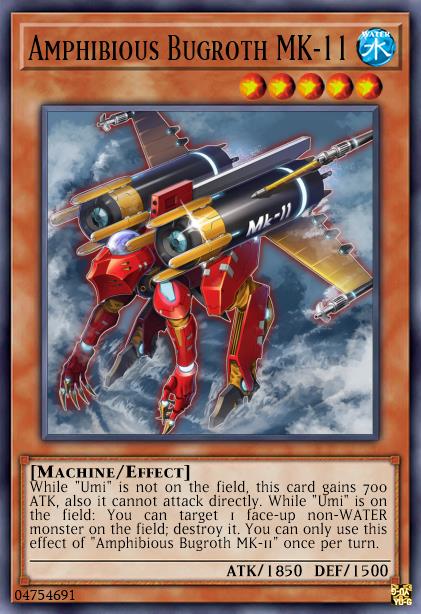 AMPHIBIOUS BUGROTH MK-11
WATER
水
Mk-11
[MACHINE/EFFECT]
While "Umi" is not on the field, this card gains 700
ATK, also it cannot attack directly. While "Umi" is on
the field: You can target 1 face-up non-WATER
monster on the field; destroy it. You can only use this
effect of "Amphibious Bugroth MK-11" once per turn.
ATK/1850 DEF/1500
04754691